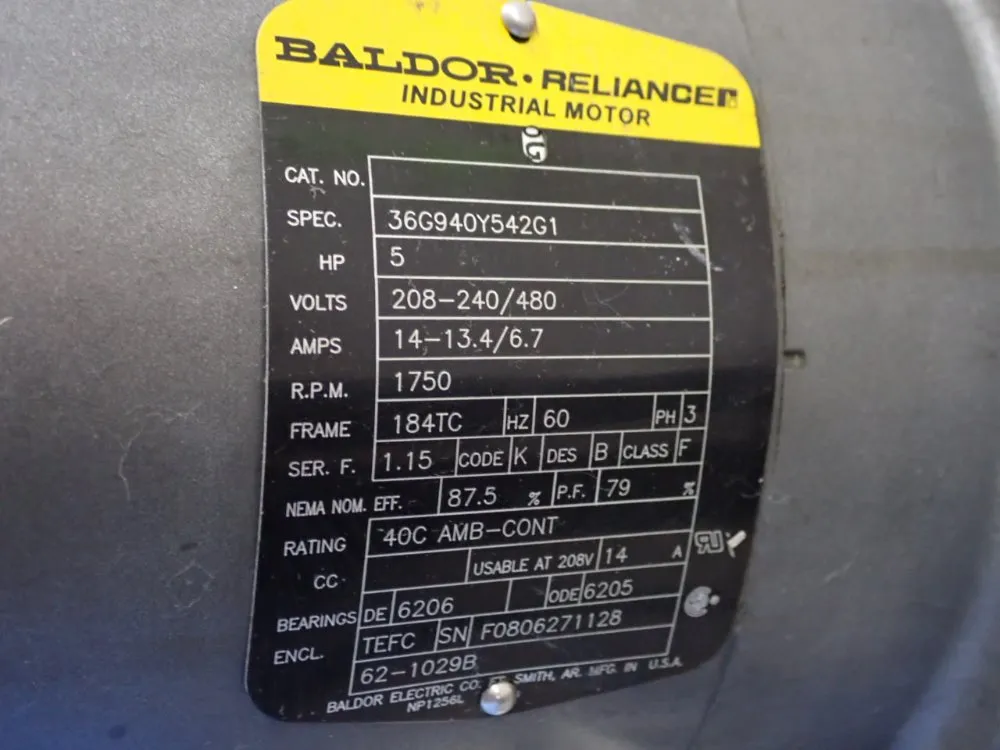 BALDOR • RELIANCER
INDUSTRIAL MOTOR
CAT. NO.
SPEC. 36G940Y542G1
HP 5
VOLTS 208-240/480
AMPS 14-13.4/6.7
R.P.M. 1750
FRAME 184TC HZ 60 PH 3
SER. F. 1.15 CODE K DES B CLASS F
NEMA NOM. EFF. 87.5 % P.F. 79 %
RATING 40C AMB-CONT
CC USABLE AT 208V 14 A
BEARINGS DE 6206 ODE 6205
ENCL. TEFC SN F0806271128
62-1029B
BALDOR ELECTRIC CO. FT. SMITH, AR. MFG. IN U.S.A.
NP1256L